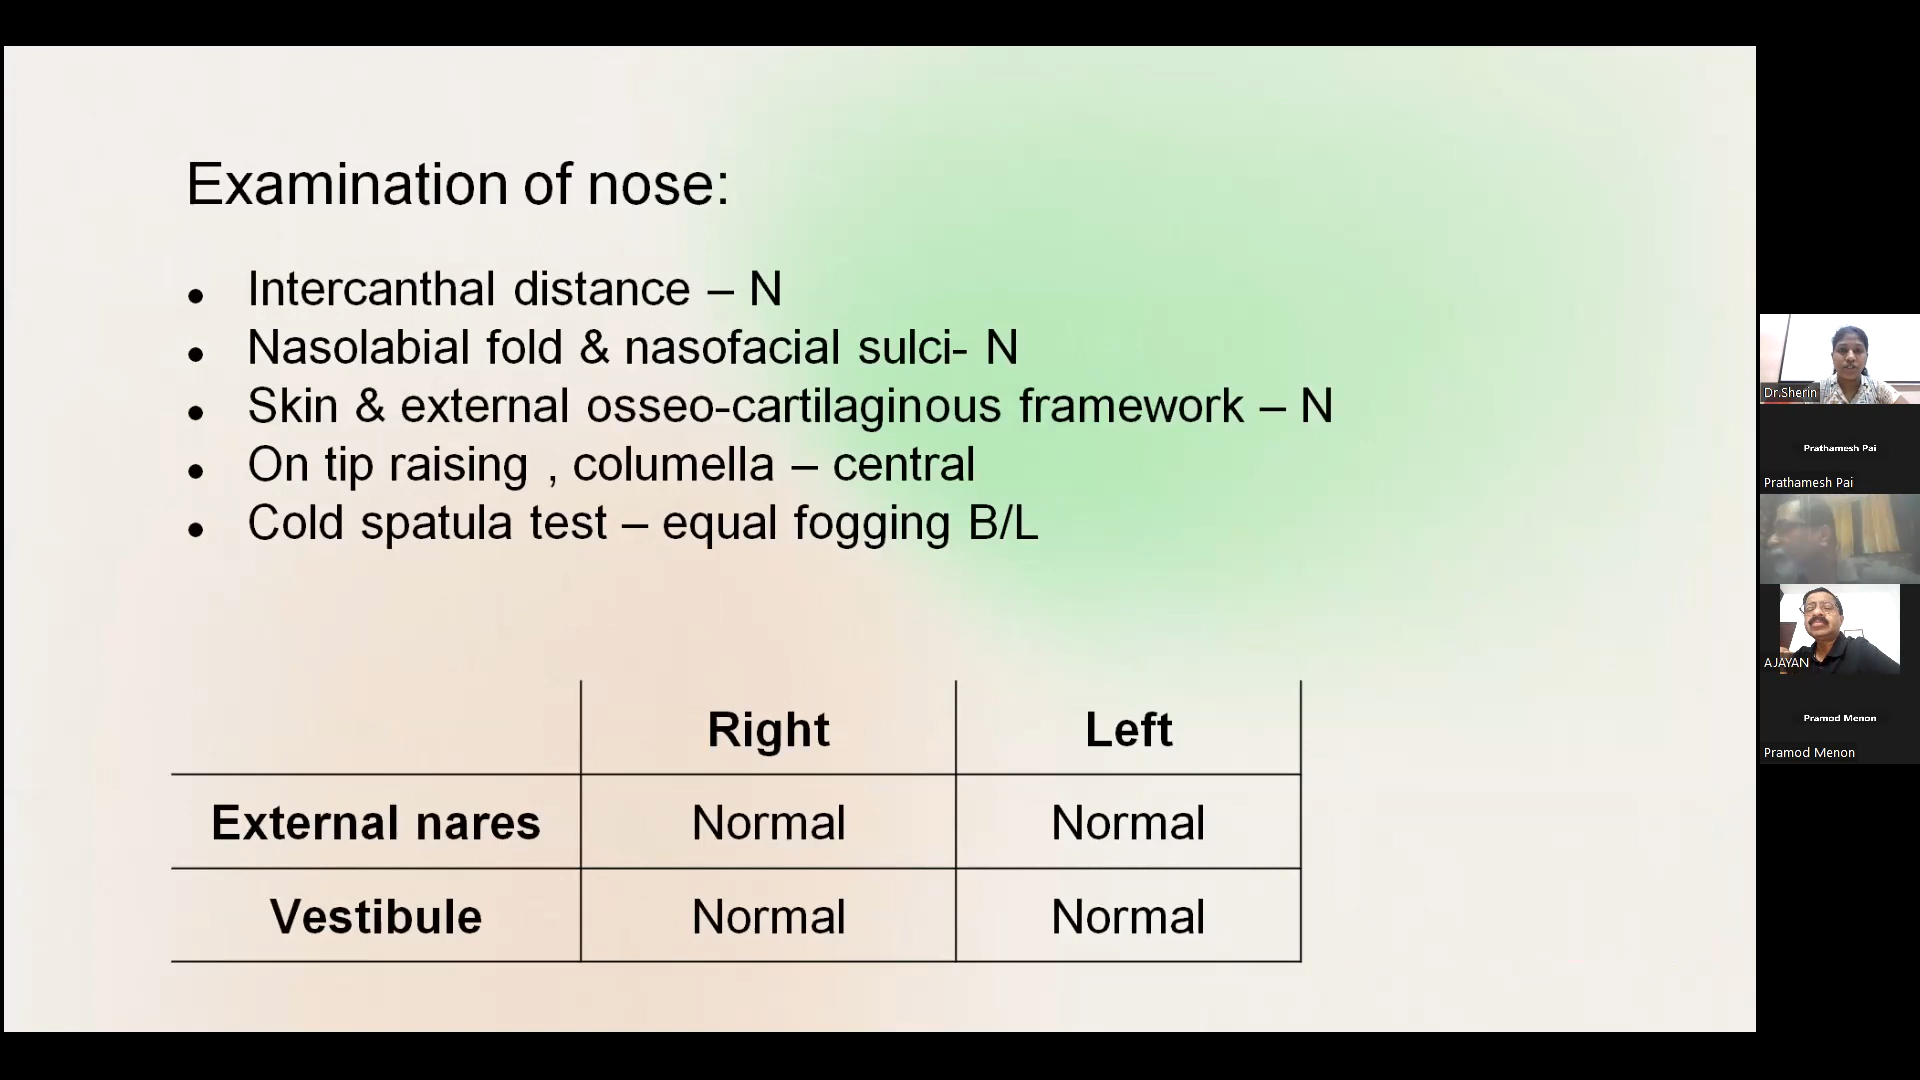 Examination of nose:
• Intercanthal distance – N
• Nasolabial fold & nasofacial sulci- N
• Skin & external osseo-cartilaginous framework – N
• On tip raising , columella – central
• Cold spatula test – equal fogging B/L
Right Left
External nares Normal Normal
Vestibule Normal Normal
Dr.Sherin
Prathamesh Pai
Prathamesh Pai
AJAYAN
Pramod Menon
Pramod Menon